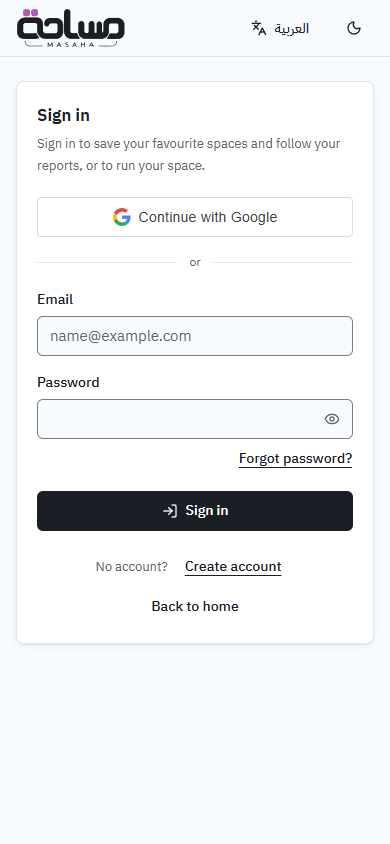 مساحة
MASAHA
العربية
Sign in
Sign in to save your favourite spaces and follow your
reports, or to run your space.
Continue with Google
or
Email
name@example.com
Password
Forgot password?
Sign in
No account? Create account
Back to home